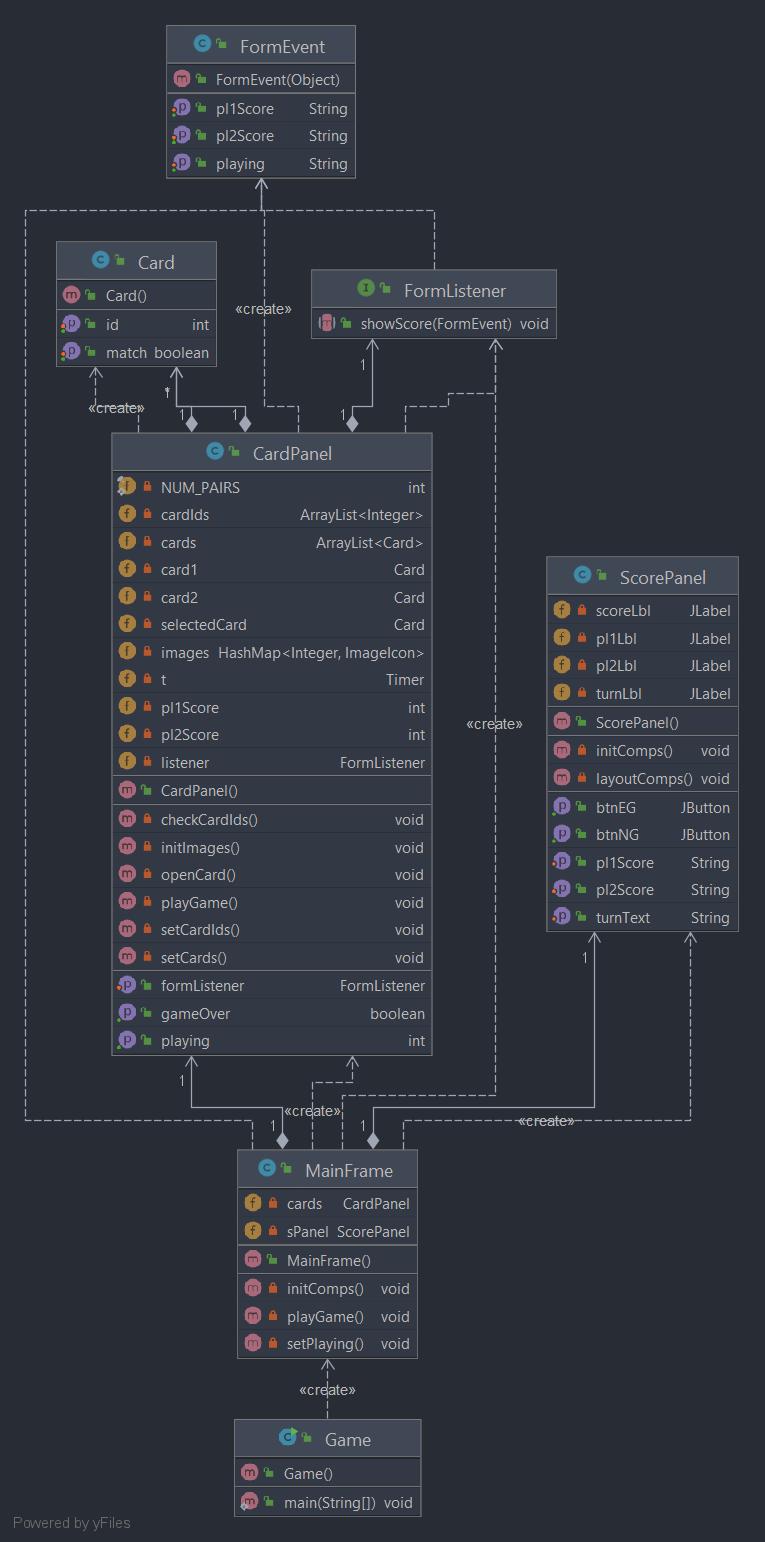 FormEvent
FormEvent(Object)
pl1Score String
pl2Score String
playing String
Card
Card()
id int
match boolean
«create»
FormListener
showScore(FormEvent) void
1
*
«create»
1
1
1
CardPanel
NUM_PAIRS int
cardIds ArrayList<Integer>
cards ArrayList<Card>
card1 Card
card2 Card
selectedCard Card
images HashMap<Integer, ImageIcon>
t Timer
pl1Score int
pl2Score int
listener FormListener
CardPanel()
checkCardIds() void
initImages() void
openCard() void
playGame() void
setCardIds() void
setCards() void
formListener FormListener
gameOver boolean
playing int
«create»
ScorePanel
scoreLbl JLabel
pl1Lbl JLabel
pl2Lbl JLabel
turnLbl JLabel
ScorePanel()
initComps() void
layoutComps() void
btnEG JButton
btnNG JButton
pl1Score String
pl2Score String
turnText String
1
1
«create»
«create»
1
1
MainFrame
cards CardPanel
sPanel ScorePanel
MainFrame()
initComps() void
playGame() void
setPlaying() void
«create»
Game
Game()
main(String[]) void
Powered by yFiles